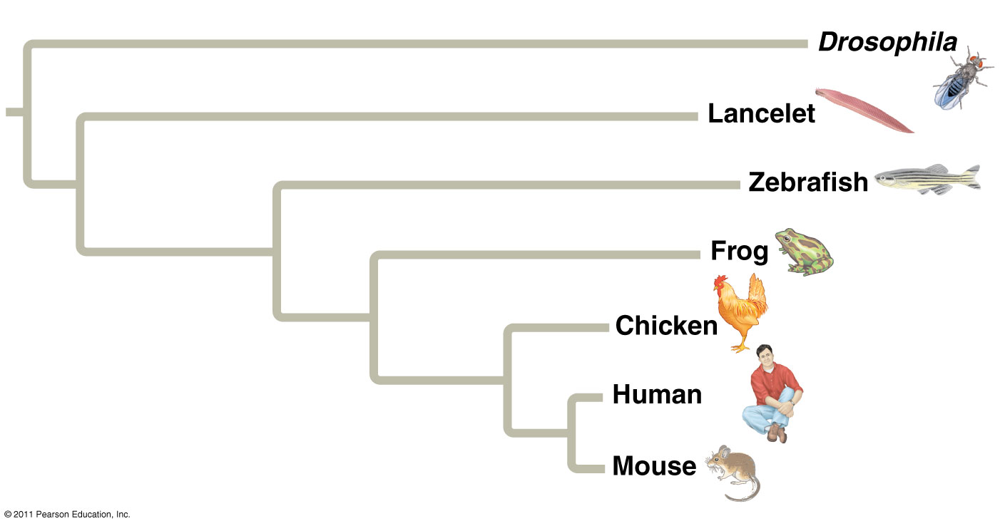 Drosophila
Lancelet
Zebrafish
Frog
Chicken
Human
Mouse
© 2011 Pearson Education, Inc.